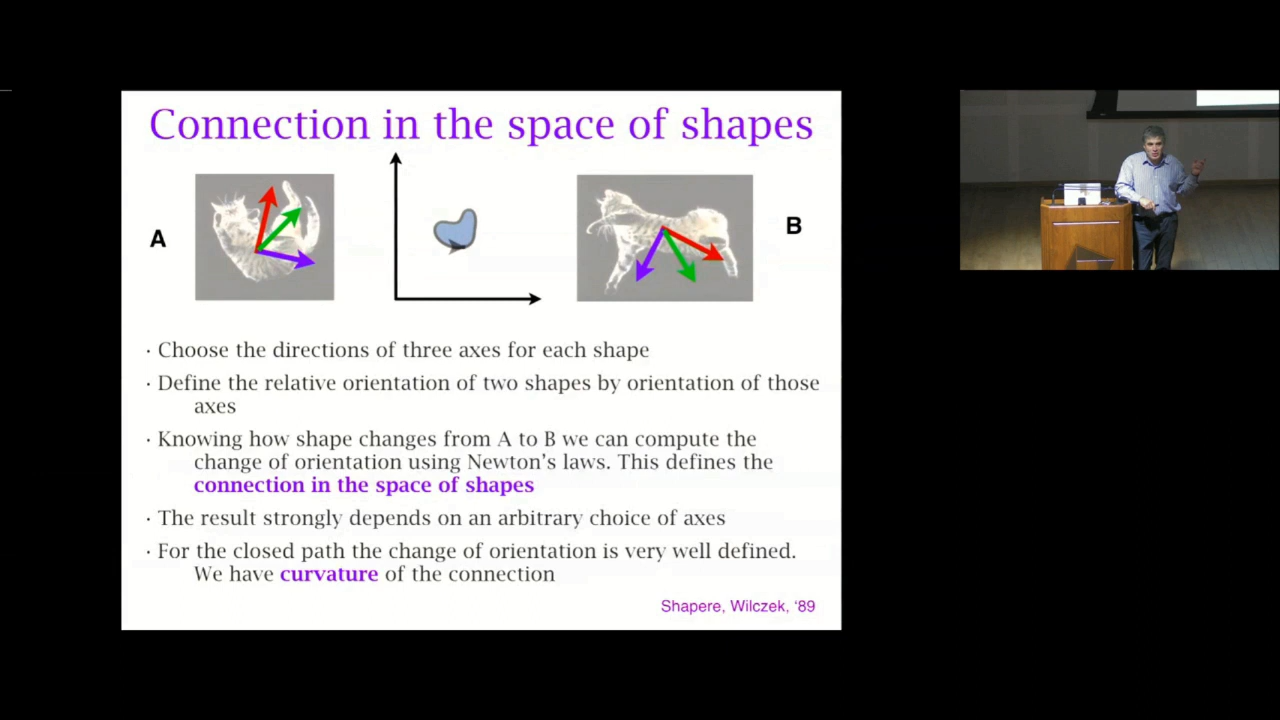 Connection in the space of shapes
A
B
· Choose the directions of three axes for each shape
· Define the relative orientation of two shapes by orientation of those
axes
· Knowing how shape changes from A to B we can compute the
change of orientation using Newton’s laws. This defines the
connection in the space of shapes
· The result strongly depends on an arbitrary choice of axes
· For the closed path the change of orientation is very well defined.
We have curvature of the connection
Shapere, Wilczek, ‘89